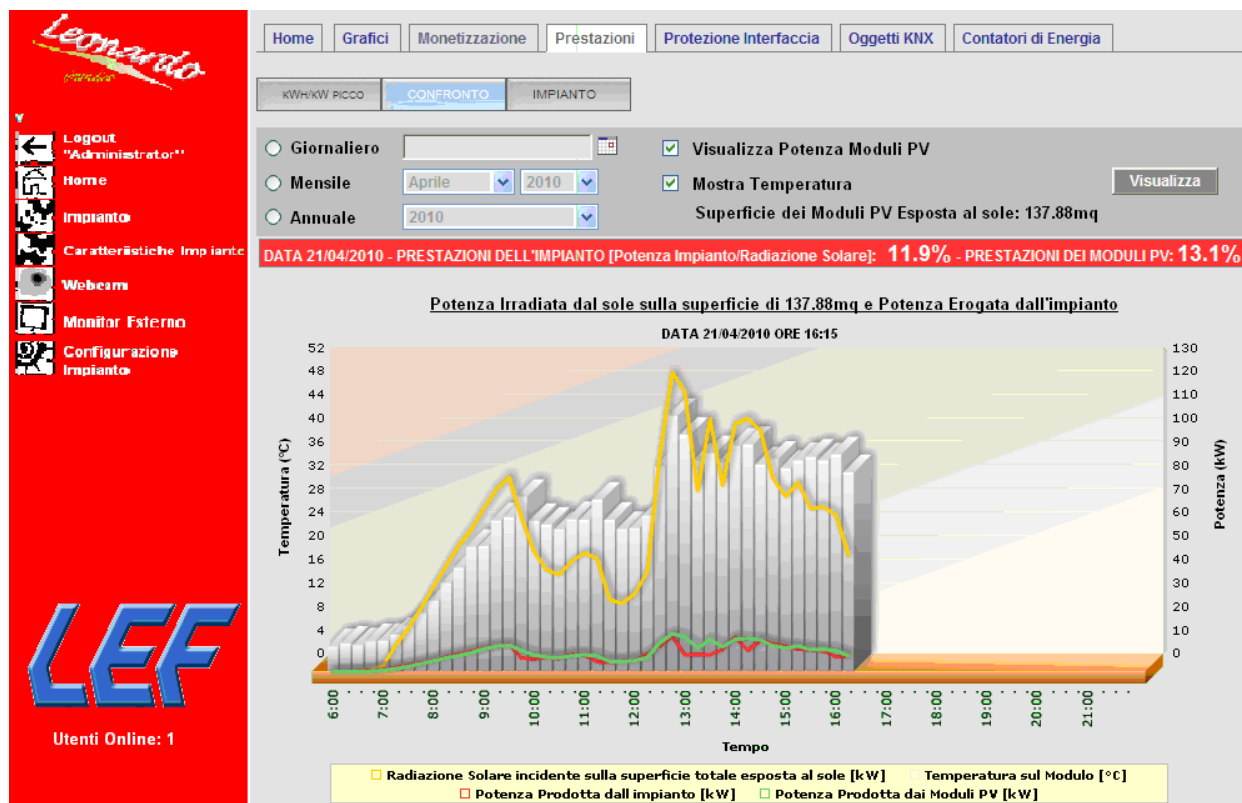 Leonardo
Logout
"Administrator"
Home
Impianto
Caratteristiche Impianto
Webcam
Monitor Esterno
Configurazione
Impianto
LEF
Utenti Online: 1
Home Grafici Monetizzazione Prestazioni Protezione Interfaccia Oggetti KNX Contatori di Energia
KWH/KW PICCO CONFRONTO IMPIANTO
Giornaliero Visualizza Potenza Moduli PV
Mensile Aprile 2010 Mostra Temperatura Visualizza
Annuale 2010 Superficie dei Moduli PV Esposta al sole: 137.88mq
DATA 21/04/2010 - PRESTAZIONI DELL'IMPIANTO [Potenza Impianto/Radiazione Solare]: 11.9% - PRESTAZIONI DEI MODULI PV: 13.1%
Potenza Irradiata dal sole sulla superficie di 137.88mq e Potenza Erogata dall'impianto
DATA 21/04/2010 ORE 16:15
52 130
48 120
44 110
40 100
36 90
32 80
28 70
24 60
20 50
16 40
12 30
8 20
4 10
0 0
Temperatura (°C)
Potenza (kW)
6:00 7:00 8:00 9:00 10:00 11:00 12:00 13:00 14:00 15:00 16:00 17:00 18:00 19:00 20:00 21:00
Tempo
Radiazione Solare incidente sulla superficie totale esposta al sole [kW] Temperatura sul Modulo [°C]
Potenza Prodotta dall impianto [kW] Potenza Prodotta dai Moduli PV [kW]